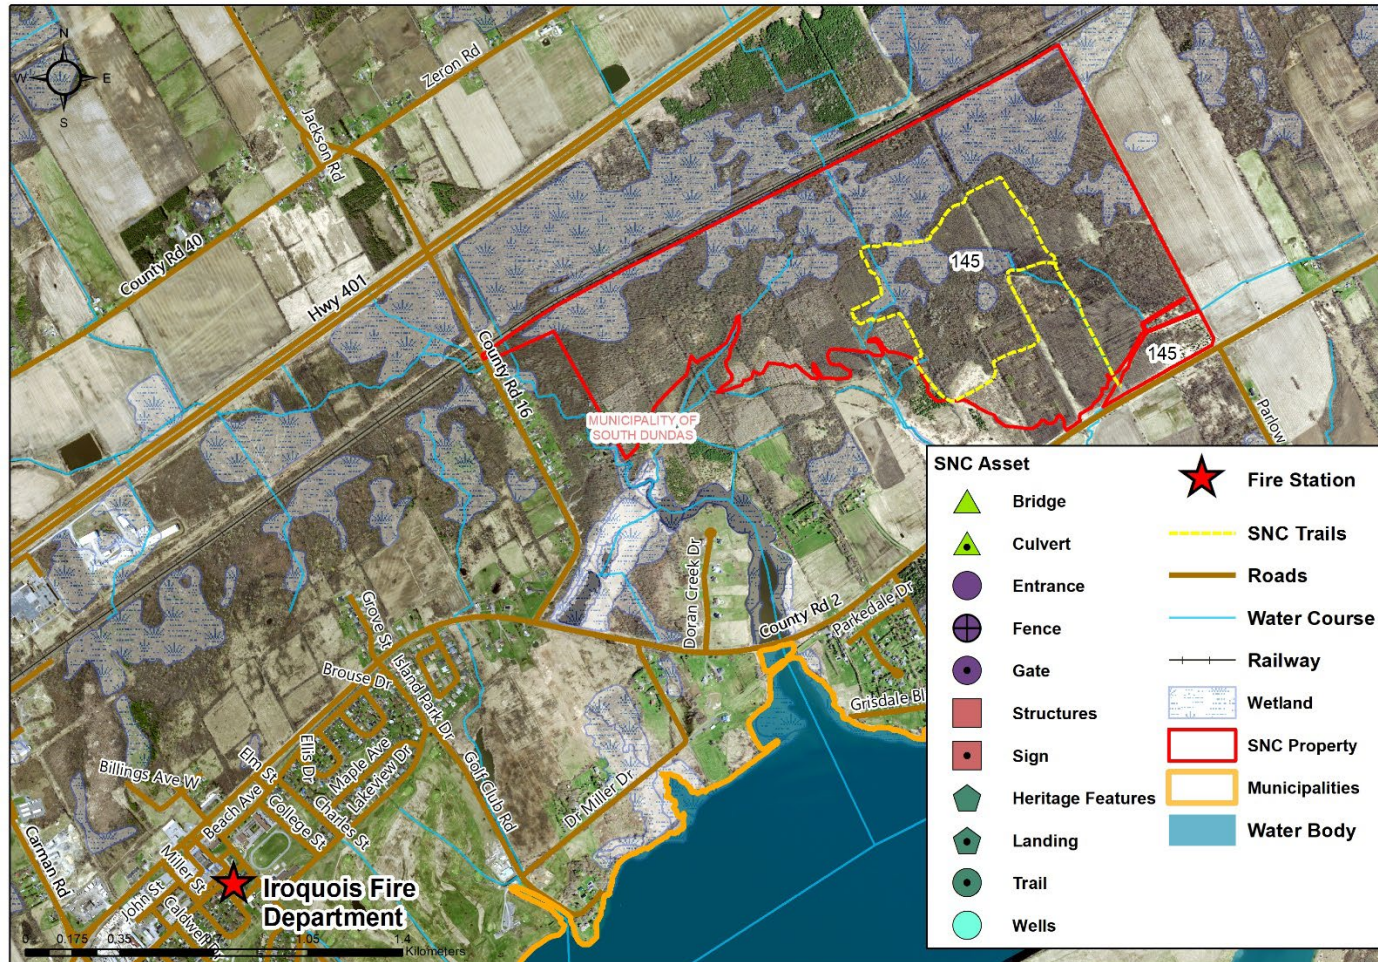 N
W E
S
Zeron Rd
Jackson Rd
County Rd 40
Hwy 401
County Rd 16
145
145
MUNICIPALITY OF
SOUTH DUNDAS
Parlow
Doran Creek Dr
County Rd 2
Parkedale Dr
Grisdale Bl
Grove St
Island Park Dr
Brouse Dr
Golf Club Rd
Dr Miller Dr
Ellis Dr
Maple Ave
Lakeview Dr
Elm St
Charles St
College St
Billings Ave W
Beach Ave
Miller St
John St
Caldwell Dr
Carman Rd
Iroquois Fire
Department
0 0.175 0.35 0.7 1.05 1.4
Kilometers
SNC Asset
Bridge
Culvert
Entrance
Fence
Gate
Structures
Sign
Heritage Features
Landing
Trail
Wells
Fire Station
SNC Trails
Roads
Water Course
Railway
Wetland
SNC Property
Municipalities
Water Body